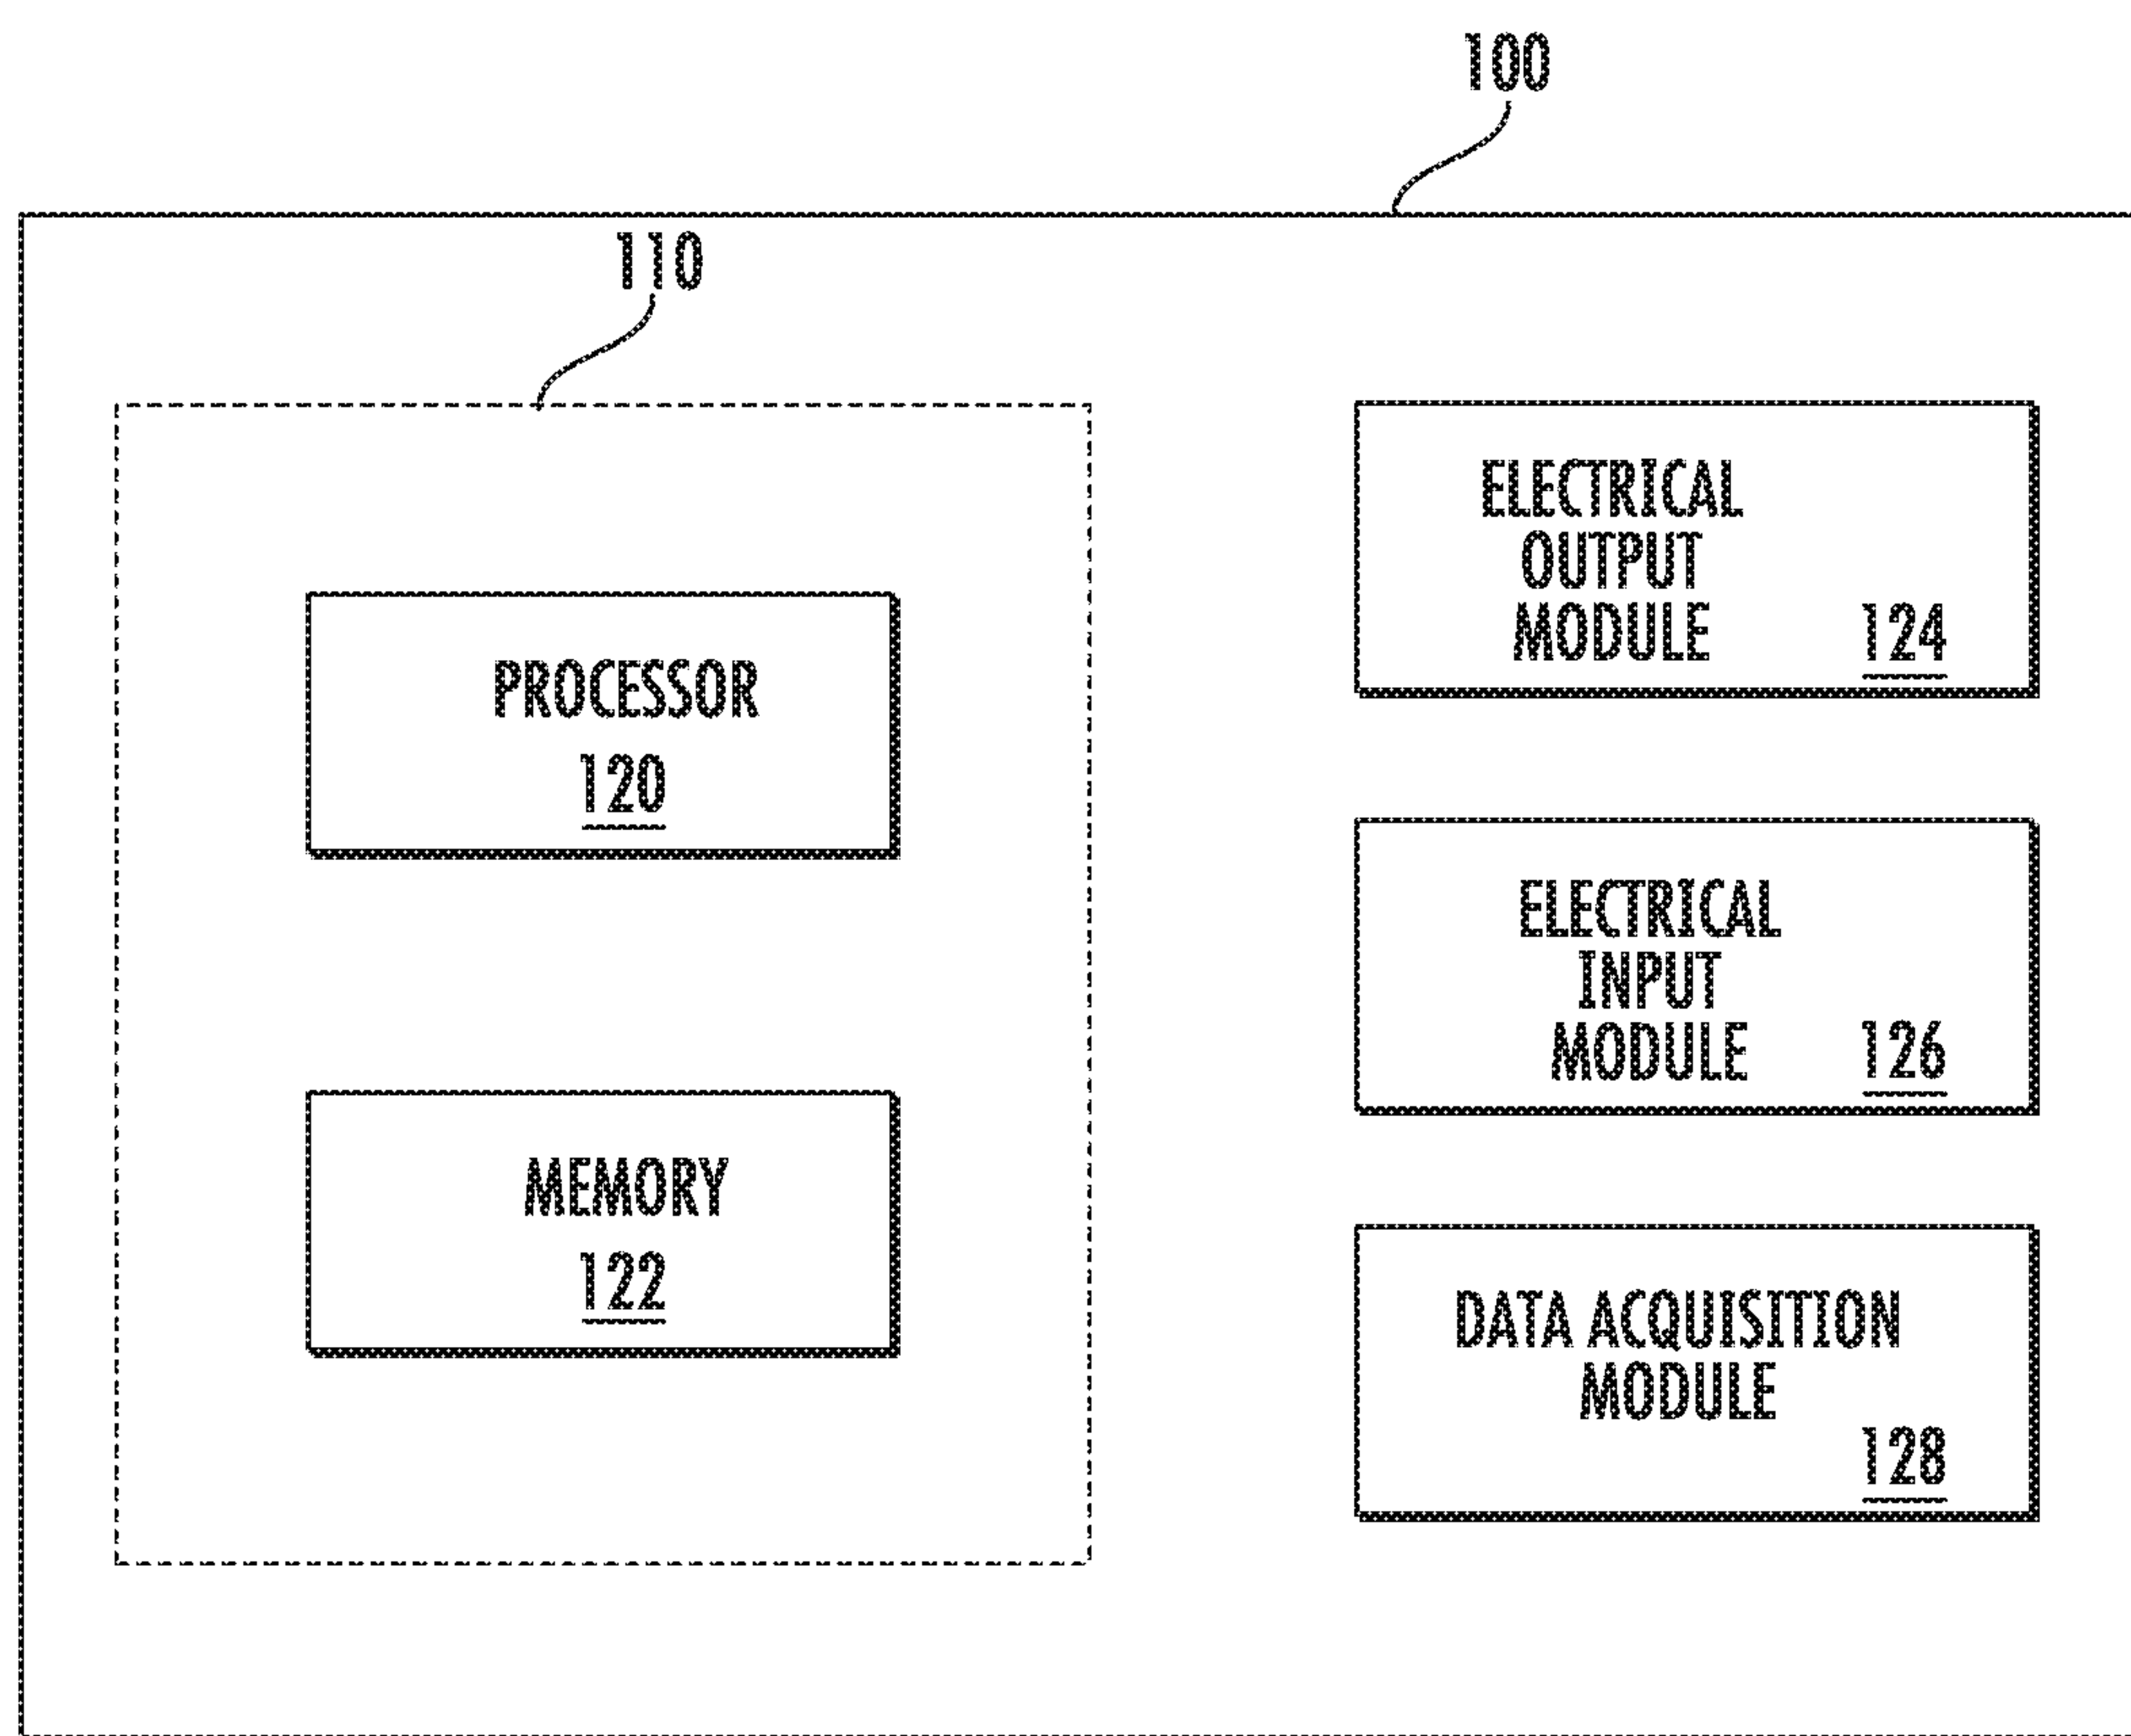 100
110
PROCESSOR
120
MEMORY
122
ELECTRICAL
OUTPUT
MODULE 124
ELECTRICAL
INPUT
MODULE 126
DATA ACQUISITION
MODULE
128